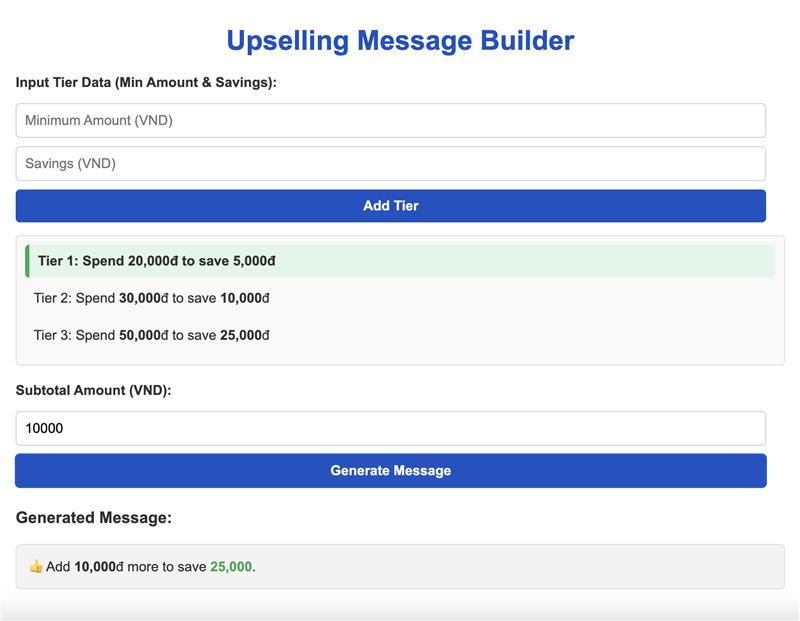 Upselling Message Builder
Input Tier Data (Min Amount & Savings):
Minimum Amount (VND)
Savings (VND)
Add Tier
Tier 1: Spend 20,000đ to save 5,000đ
Tier 2: Spend 30,000đ to save 10,000đ
Tier 3: Spend 50,000đ to save 25,000đ
Subtotal Amount (VND):
10000
Generate Message
Generated Message:
👍 Add 10,000đ more to save 25,000.